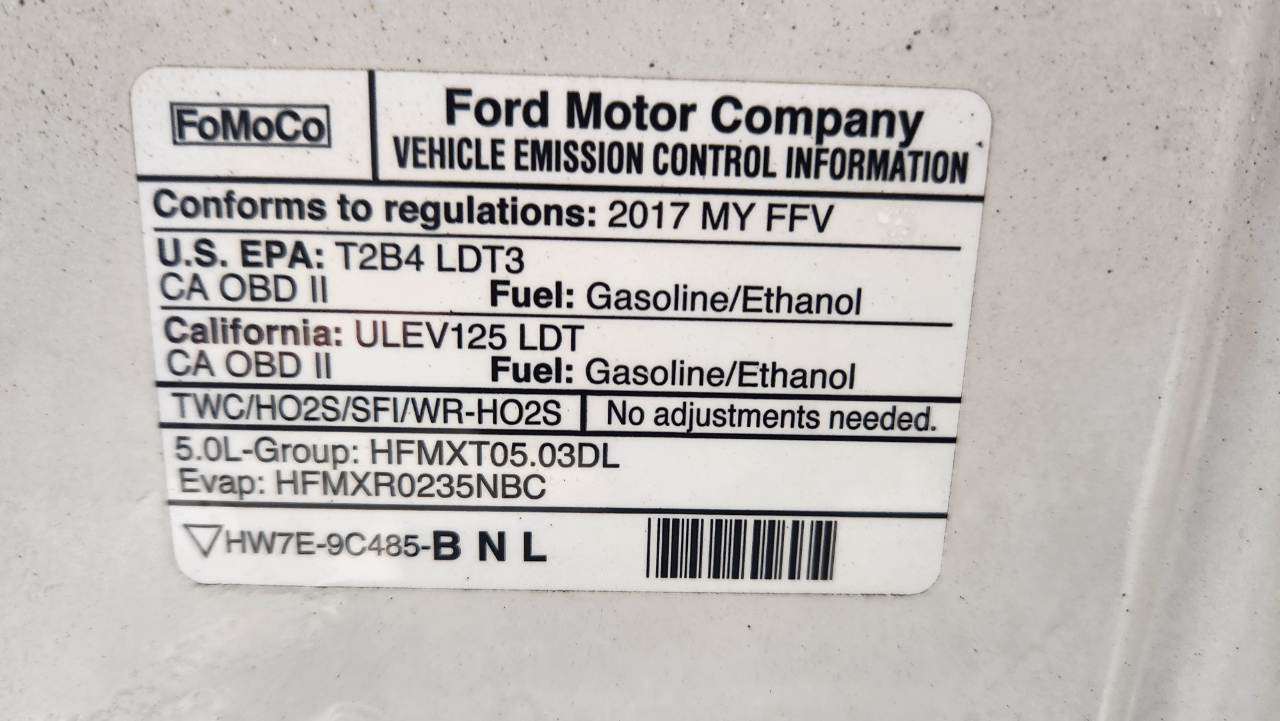 FoMoCo
Ford Motor Company
VEHICLE EMISSION CONTROL INFORMATION
Conforms to regulations: 2017 MY FFV
U.S. EPA: T2B4 LDT3
CA OBD II Fuel: Gasoline/Ethanol
California: ULEV125 LDT
CA OBD II Fuel: Gasoline/Ethanol
TWC/HO2S/SFI/WR-HO2S No adjustments needed.
5.0L-Group: HFMXT05.03DL
Evap: HFMXR0235NBC
HW7E-9C485-B N L